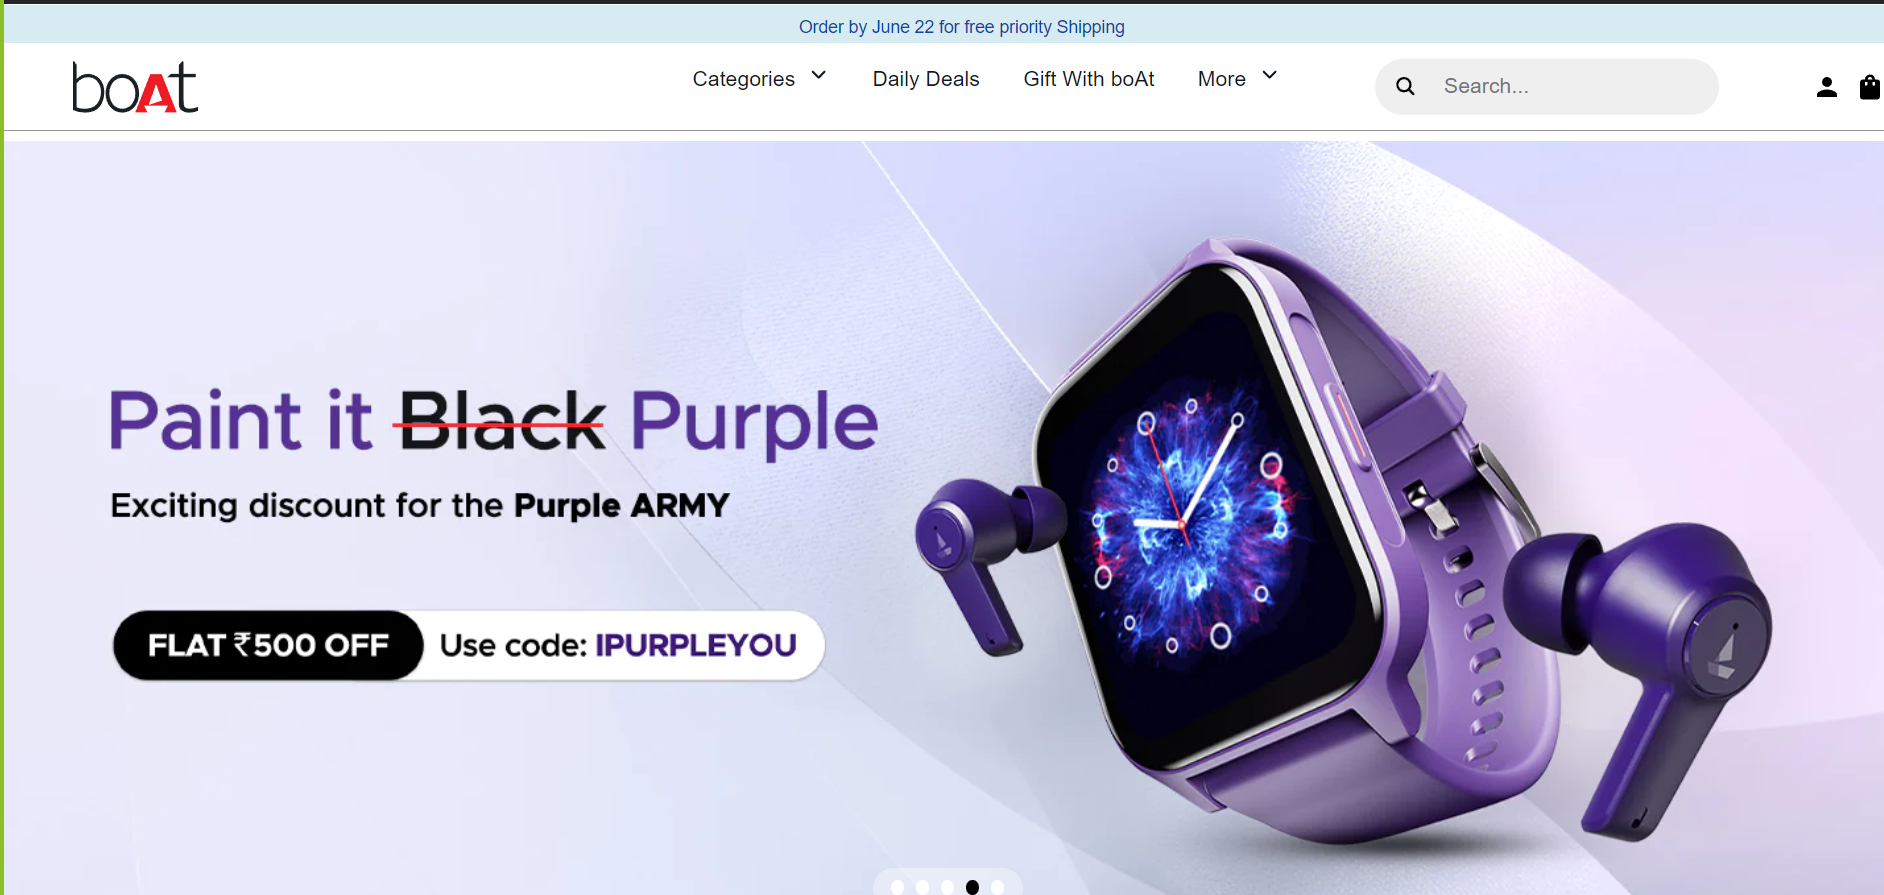 Order by June 22 for free priority Shipping
boAt
Categories
Daily Deals
Gift With boAt
More
Search...
Paint it Black Purple
Exciting discount for the Purple ARMY
FLAT ₹500 OFF
Use code: IPURPLEYOU